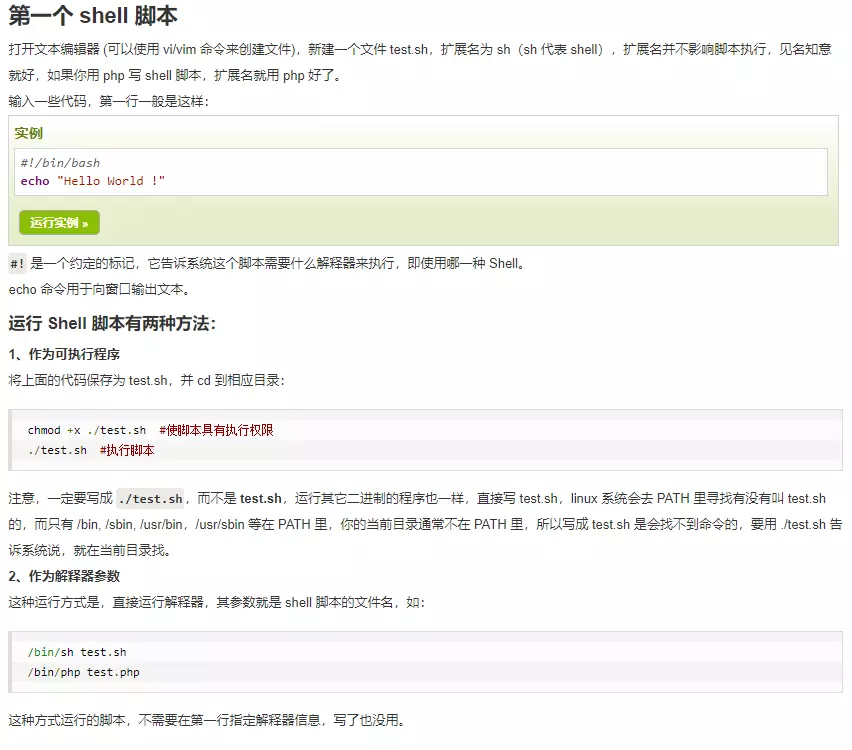 第一个 shell 脚本
打开文本编辑器 (可以使用 vi/vim 命令来创建文件)，新建一个文件 test.sh，扩展名为 sh（sh 代表 shell），扩展名并不影响脚本执行，见名知意
就好，如果你用 php 写 shell 脚本，扩展名就用 php 好了。
输入一些代码，第一行一般是这样：
实例
#!/bin/bash
echo "Hello World !"
运行实例 »
#! 是一个约定的标记，它告诉系统这个脚本需要什么解释器来执行，即使用哪一种 Shell。
echo 命令用于向窗口输出文本。
运行 Shell 脚本有两种方法：
1、作为可执行程序
将上面的代码保存为 test.sh，并 cd 到相应目录：
chmod +x ./test.sh  #使脚本具有执行权限
./test.sh  #执行脚本
注意，一定要写成 ./test.sh，而不是 test.sh，运行其它二进制的程序也一样，直接写 test.sh，linux 系统会去 PATH 里寻找有没有叫 test.sh
的，而只有 /bin, /sbin, /usr/bin，/usr/sbin 等在 PATH 里，你的当前目录通常不在 PATH 里，所以写成 test.sh 是会找不到命令的，要用 ./test.sh 告
诉系统说，就在当前目录找。
2、作为解释器参数
这种运行方式是，直接运行解释器，其参数就是 shell 脚本的文件名，如：
/bin/sh test.sh
/bin/php test.php
这种方式运行的脚本，不需要在第一行指定解释器信息，写了也没用。